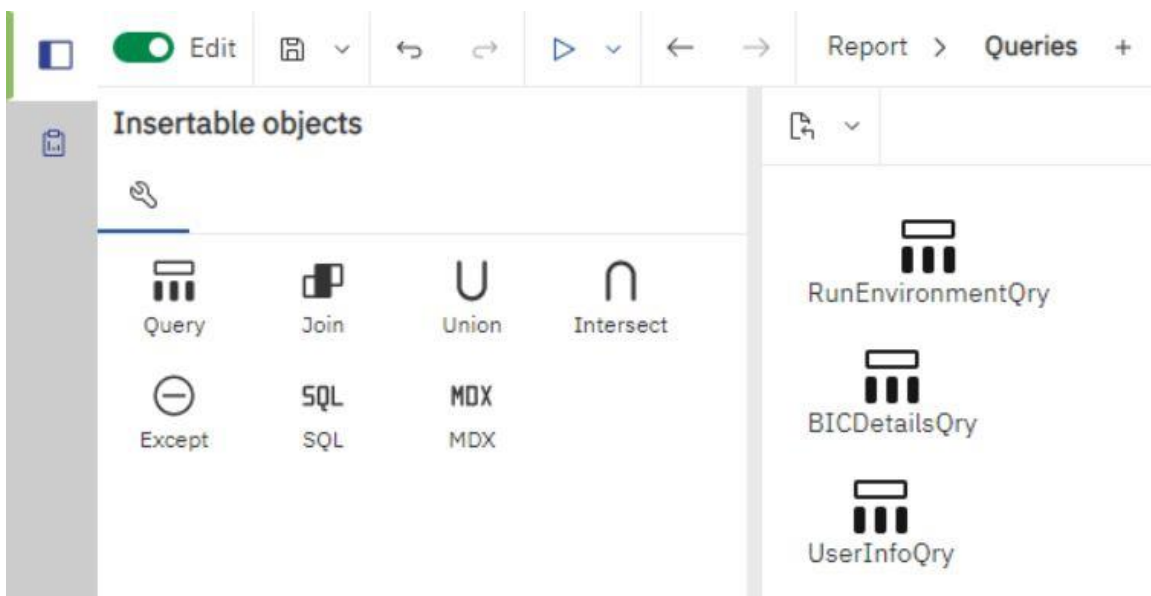 Edit
Report > Queries +
Insertable objects
Query Join Union Intersect
SQL MDX
Except SQL MDX
RunEnvironmentQry
BICDetailsQry
UserInfoQry